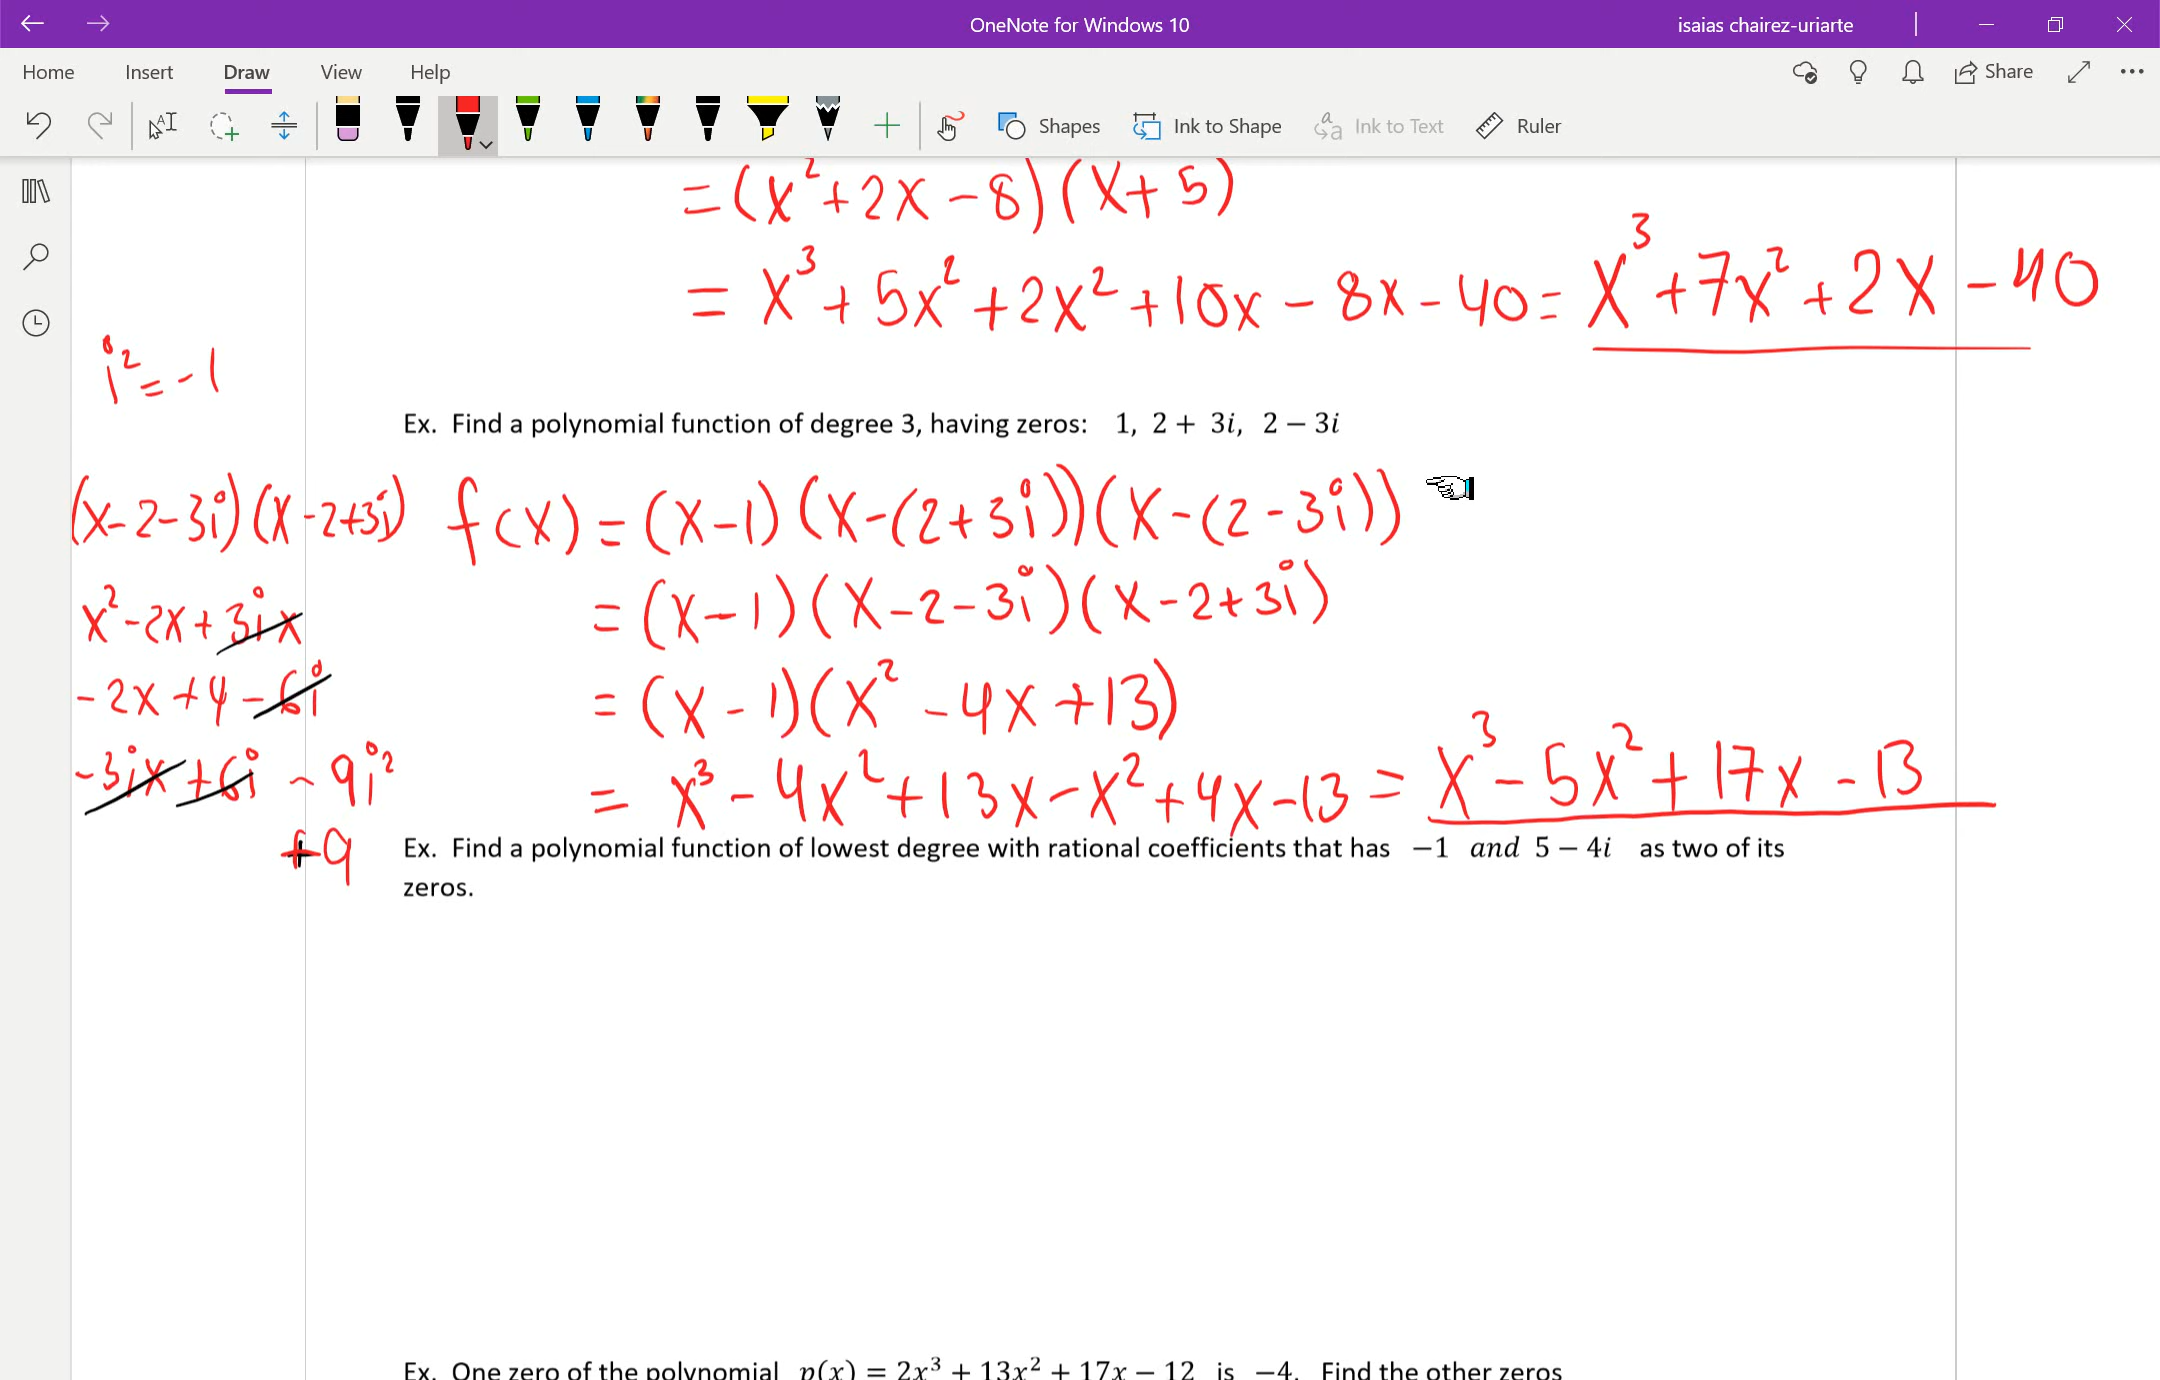 OneNote for Windows 10
isaias chairez-uriarte
Home Insert Draw View Help
Share
Shapes Ink to Shape Ink to Text Ruler
=(x²+2x-8)(x+5)
= x³+5x²+2x²+10x-8x-40= x³+7x²+2x-40
i²=-1
Ex. Find a polynomial function of degree 3, having zeros: 1, 2 + 3i, 2 − 3i
(x-2-3i)(x-2+3i)
f(x)=(x-1)(x-(2+3i))(x-(2-3i))
=(x-1)(x-2-3i)(x-2+3i)
x²-2x+3ix
-2x+4-6i
=(x-1)(x²-4x+13)
-3ix+6i-9i²
= x³-4x²+13x-x²+4x-13= x³-5x²+17x-13
+9
Ex. Find a polynomial function of lowest degree with rational coefficients that has −1 and 5 − 4i as two of its
zeros.
Ex. One zero of the polynomial p(x) = 2x³ + 13x² + 17x − 12 is −4. Find the other zeros